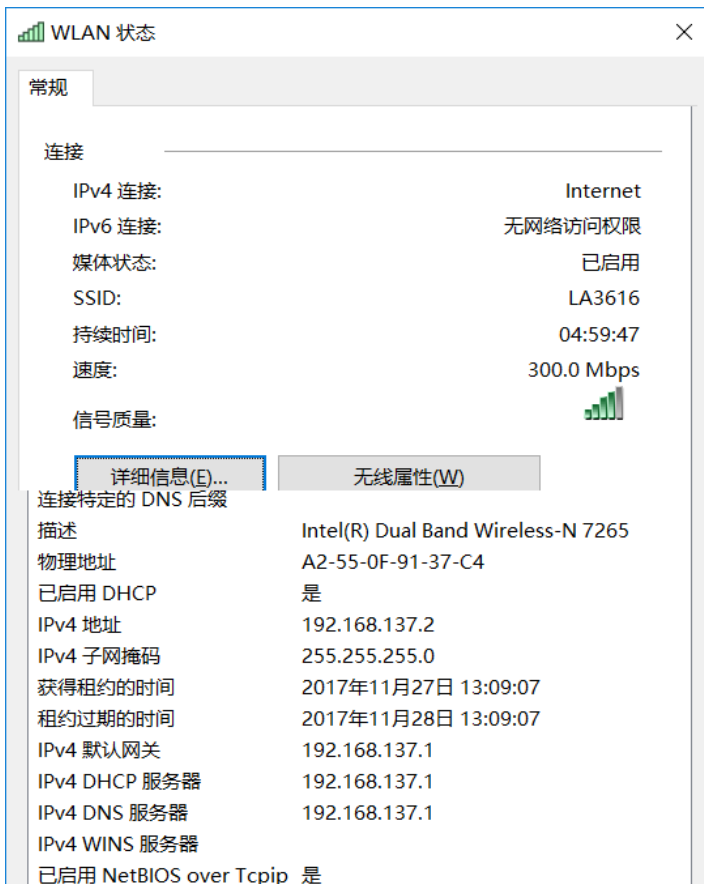 WLAN 状态
常规
连接
IPv4 连接: Internet
IPv6 连接: 无网络访问权限
媒体状态: 已启用
SSID: LA3616
持续时间: 04:59:47
速度: 300.0 Mbps
信号质量:
详细信息(E)... 无线属性(W)
连接特定的 DNS 后缀
描述 Intel(R) Dual Band Wireless-N 7265
物理地址 A2-55-0F-91-37-C4
已启用 DHCP 是
IPv4 地址 192.168.137.2
IPv4 子网掩码 255.255.255.0
获得租约的时间 2017年11月27日 13:09:07
租约过期的时间 2017年11月28日 13:09:07
IPv4 默认网关 192.168.137.1
IPv4 DHCP 服务器 192.168.137.1
IPv4 DNS 服务器 192.168.137.1
IPv4 WINS 服务器
已启用 NetBIOS over Tcpip 是